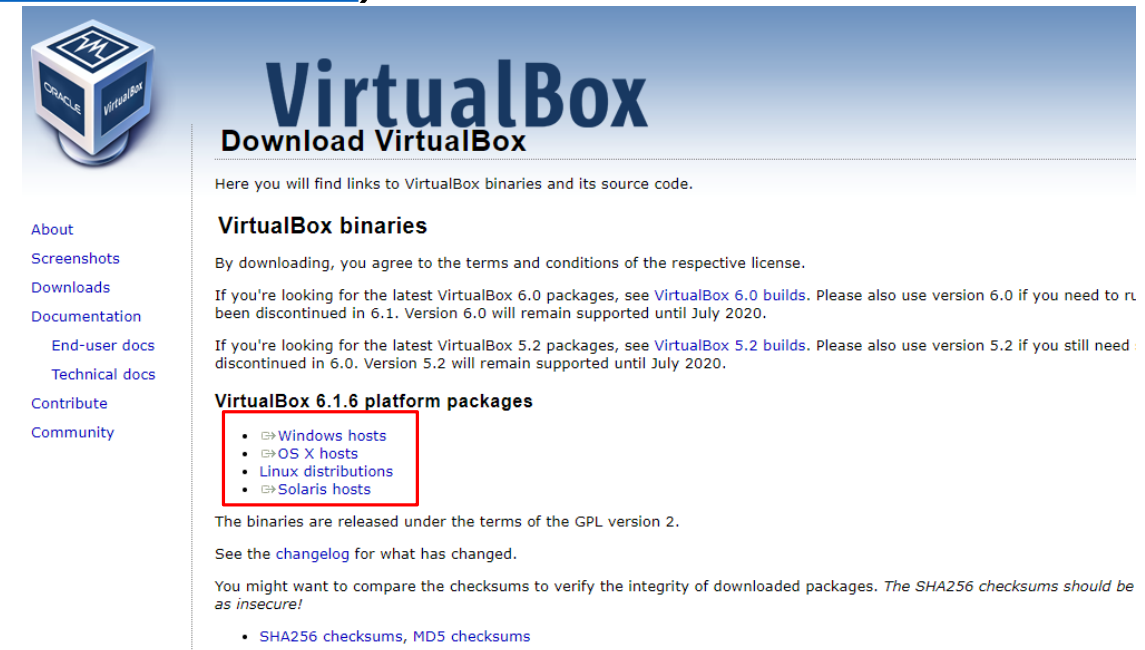 ORACLE
VirtualBox
VirtualBox
Download VirtualBox
Here you will find links to VirtualBox binaries and its source code.
About
Screenshots
Downloads
Documentation
End-user docs
Technical docs
Contribute
Community
VirtualBox binaries
By downloading, you agree to the terms and conditions of the respective license.
If you're looking for the latest VirtualBox 6.0 packages, see VirtualBox 6.0 builds. Please also use version 6.0 if you need to
been discontinued in 6.1. Version 6.0 will remain supported until July 2020.
If you're looking for the latest VirtualBox 5.2 packages, see VirtualBox 5.2 builds. Please also use version 5.2 if you still need
discontinued in 6.0. Version 5.2 will remain supported until July 2020.
VirtualBox 6.1.6 platform packages
• Windows hosts
• OS X hosts
• Linux distributions
• Solaris hosts
The binaries are released under the terms of the GPL version 2.
See the changelog for what has changed.
You might want to compare the checksums to verify the integrity of downloaded packages. The SHA256 checksums should be
as insecure!
• SHA256 checksums, MD5 checksums